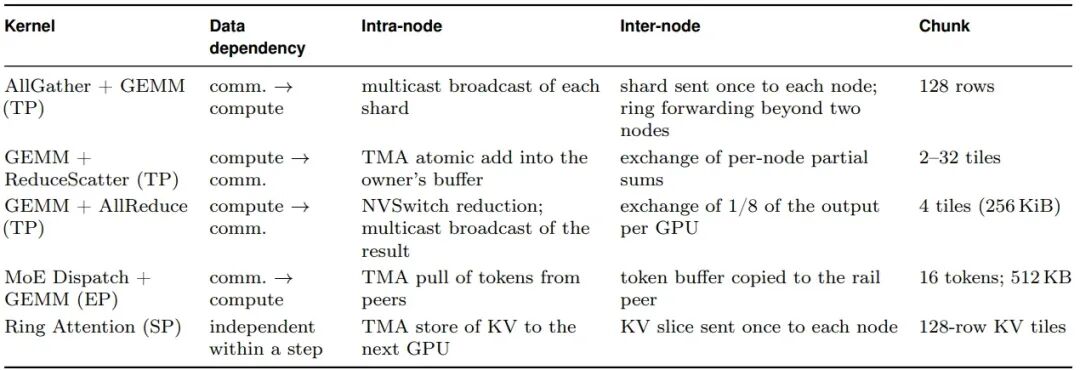 Kernel Data dependency Intra-node Inter-node Chunk
AllGather + GEMM (TP) comm. → compute multicast broadcast of each shard shard sent once to each node; ring forwarding beyond two nodes 128 rows
GEMM + ReduceScatter (TP) compute → comm. TMA atomic add into the owner's buffer exchange of per-node partial sums 2–32 tiles
GEMM + AllReduce (TP) compute → comm. NVSwitch reduction; multicast broadcast of the result exchange of 1/8 of the output per GPU 4 tiles (256 KiB)
MoE Dispatch + GEMM (EP) comm. → compute TMA pull of tokens from peers token buffer copied to the rail peer 16 tokens; 512 KB
Ring Attention (SP) independent within a step TMA store of KV to the next GPU KV slice sent once to each node 128-row KV tiles